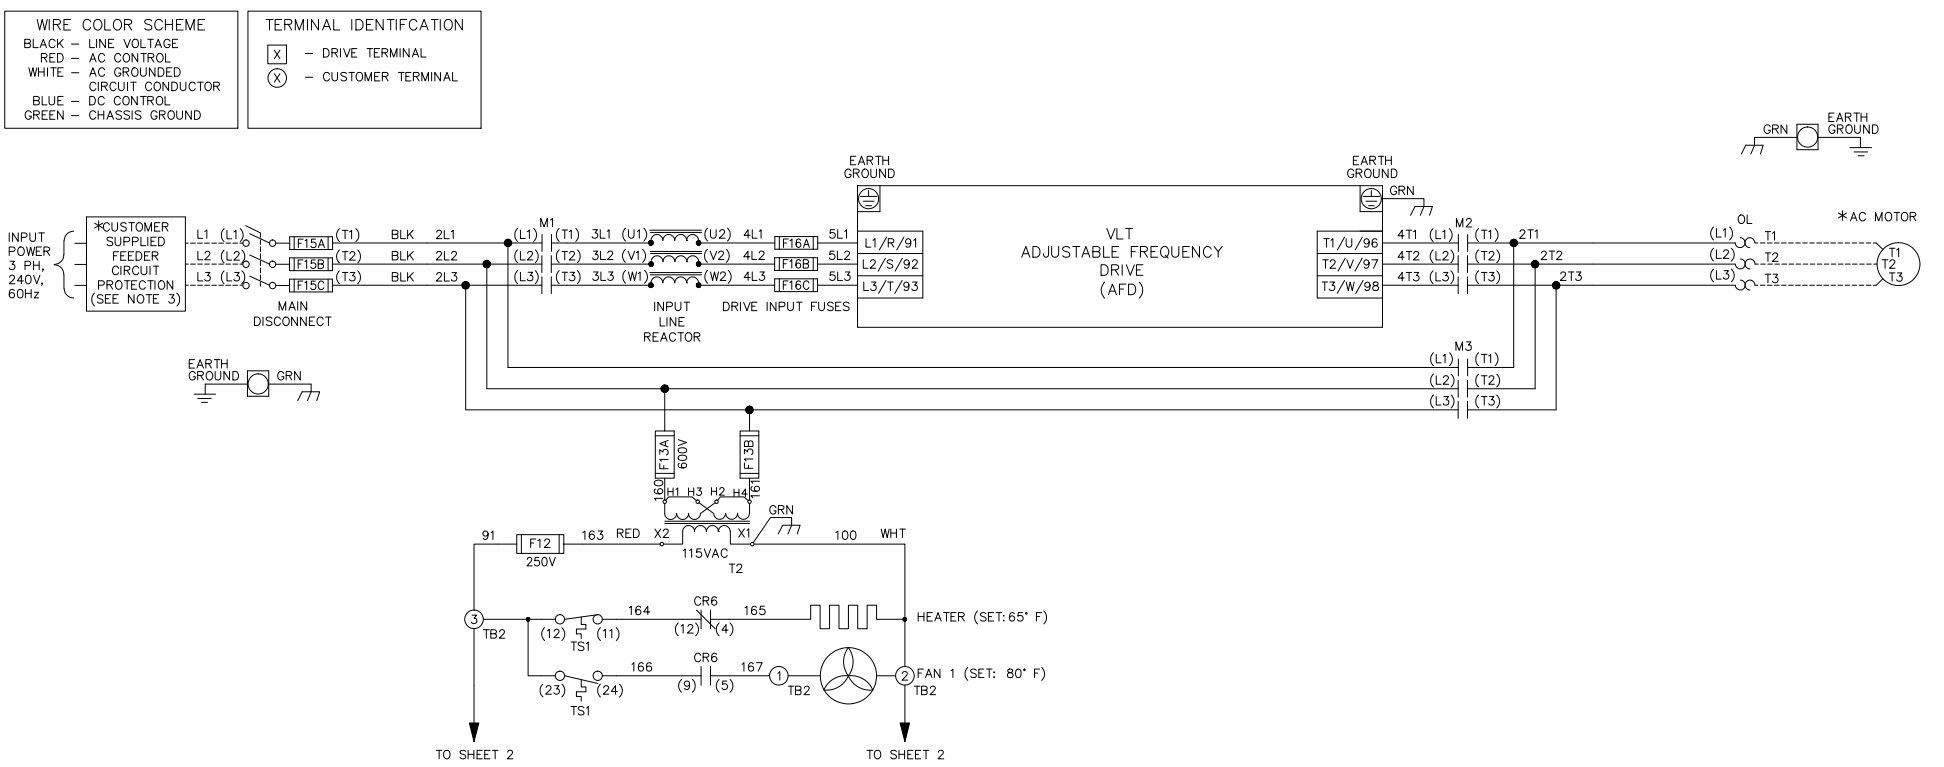 WIRE COLOR SCHEME
BLACK – LINE VOLTAGE
RED – AC CONTROL
WHITE – AC GROUNDED
CIRCUIT CONDUCTOR
BLUE – DC CONTROL
GREEN – CHASSIS GROUND
TERMINAL IDENTIFCATION
X – DRIVE TERMINAL
X – CUSTOMER TERMINAL
GRN
EARTH
GROUND
EARTH
GROUND
EARTH
GROUND
GRN
INPUT
POWER
3 PH,
240V,
60Hz
*CUSTOMER
SUPPLIED
FEEDER
CIRCUIT
PROTECTION
(SEE NOTE 3)
L1 (L1) F15A (T1) BLK 2L1 (L1) M1 (T1) 3L1 (U1) (U2) 4L1 F16A 5L1 L1/R/91
L2 (L2) F15B (T2) BLK 2L2 (L2) (T2) 3L2 (V1) (V2) 4L2 F16B 5L2 L2/S/92
L3 (L3) F15C (T3) BLK 2L3 (L3) (T3) 3L3 (W1) (W2) 4L3 F16C 5L3 L3/T/93
MAIN
DISCONNECT
INPUT
LINE
REACTOR
DRIVE INPUT FUSES
VLT
ADJUSTABLE FREQUENCY
DRIVE
(AFD)
T1/U/96 4T1 (L1) M2 (T1) 2T1 (L1) OL T1
T2/V/97 4T2 (L2) (T2) 2T2 (L2) T2
T3/W/98 4T3 (L3) (T3) 2T3 (L3) T3
*AC MOTOR
T1
T2
T3
EARTH
GROUND
GRN
M3
(L1) (T1)
(L2) (T2)
(L3) (T3)
F13A
600V
F13B
160
161
H1 H3 H2 H4
GRN
91 F12 163 RED X2 X1 100 WHT
250V
115VAC
T2
3
TB2
(12) (11)
TS1
164
CR6
(12) (4)
165
HEATER (SET:65° F)
(23) (24)
TS1
166
CR6
(9) (5)
167
1
TB2
2
TB2
FAN 1 (SET: 80° F)
TO SHEET 2
TO SHEET 2